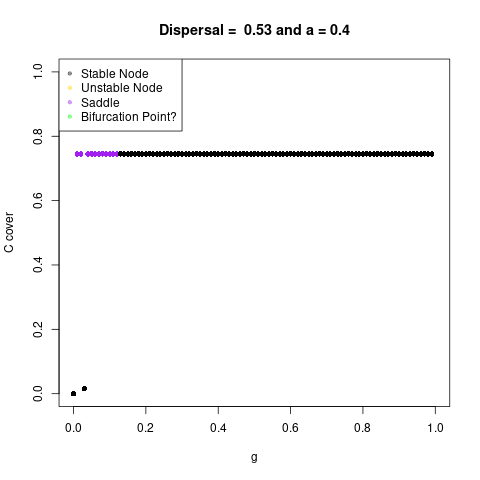 Dispersal =  0.53 and a = 0.4
Stable Node
Unstable Node
Saddle
Bifurcation Point?
C cover
1.0
0.8
0.6
0.4
0.2
0.0
0.0 0.2 0.4 0.6 0.8 1.0
g